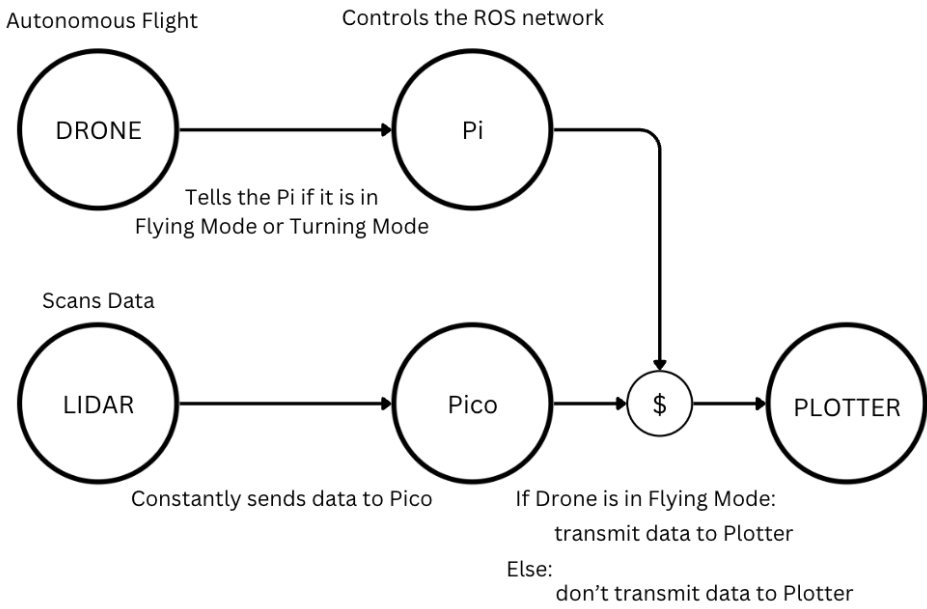 Autonomous Flight
Controls the ROS network
DRONE
Pi
Tells the Pi if it is in
Flying Mode or Turning Mode
Scans Data
LIDAR
Pico
$
PLOTTER
Constantly sends data to Pico
If Drone is in Flying Mode:
transmit data to Plotter
Else:
don’t transmit data to Plotter